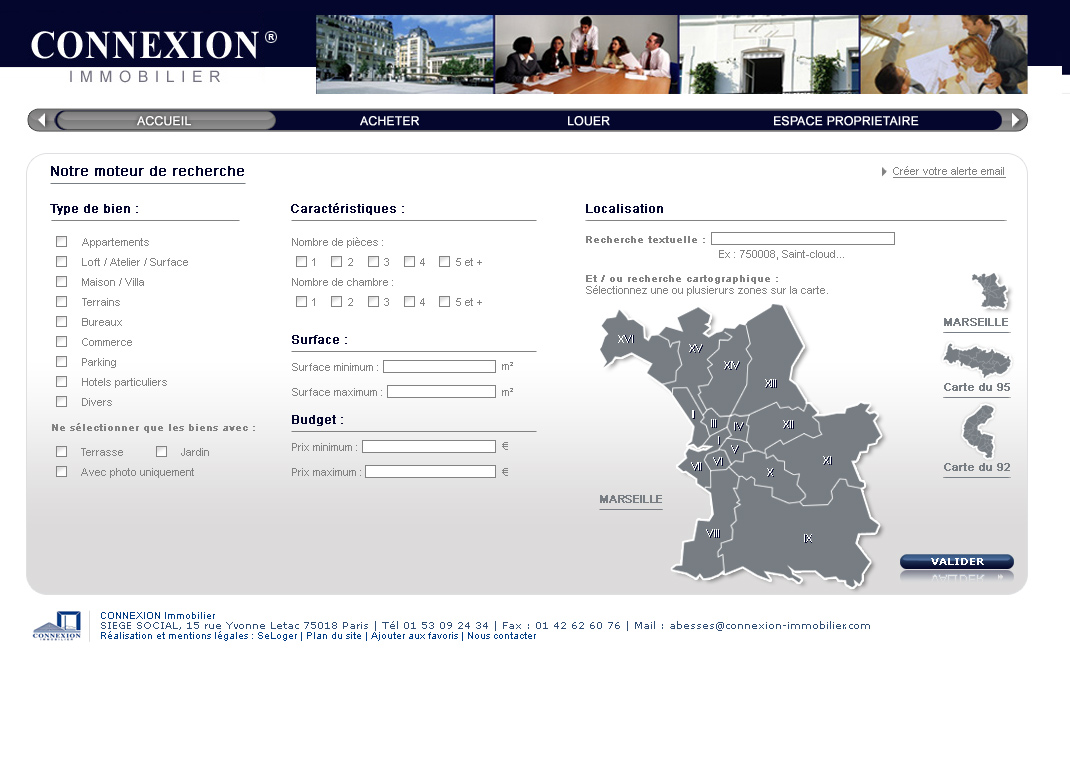 CONNEXION ®
IMMOBILIER
ACCUEIL ACHETER LOUER ESPACE PROPRIETAIRE
Notre moteur de recherche
Créer votre alerte email
Type de bien :
Appartements
Loft / Atelier / Surface
Maison / Villa
Terrains
Bureaux
Commerce
Parking
Hotels particuliers
Divers
Ne sélectionner que les biens avec :
Terrasse Jardin
Avec photo uniquement
Caractéristiques :
Nombre de pièces :
1 2 3 4 5 et +
Nombre de chambre :
1 2 3 4 5 et +
Surface :
Surface minimum : m²
Surface maximum : m²
Budget :
Prix minimum : €
Prix maximum : €
Localisation
Recherche textuelle :
Ex : 750008, Saint-cloud...
Et / ou recherche cartographique :
Sélectionnez une ou plusieurs zones sur la carte.
XVI
XV
XIV
XIII
I
III
IV
XII
I
V
VI
VII
X
XI
VIII
IX
MARSEILLE
MARSEILLE
Carte du 95
Carte du 92
VALIDER
CONNEXION
IMMOBILIER
CONNEXION Immobilier
SIEGE SOCIAL, 15 rue Yvonne Letac 75018 Paris | Tél 01 53 09 24 34 | Fax : 01 42 62 60 76 | Mail : abesses@connexion-immobilier.com
Réalisation et mentions légales : SeLoger | Plan du site | Ajouter aux favoris | Nous contacter